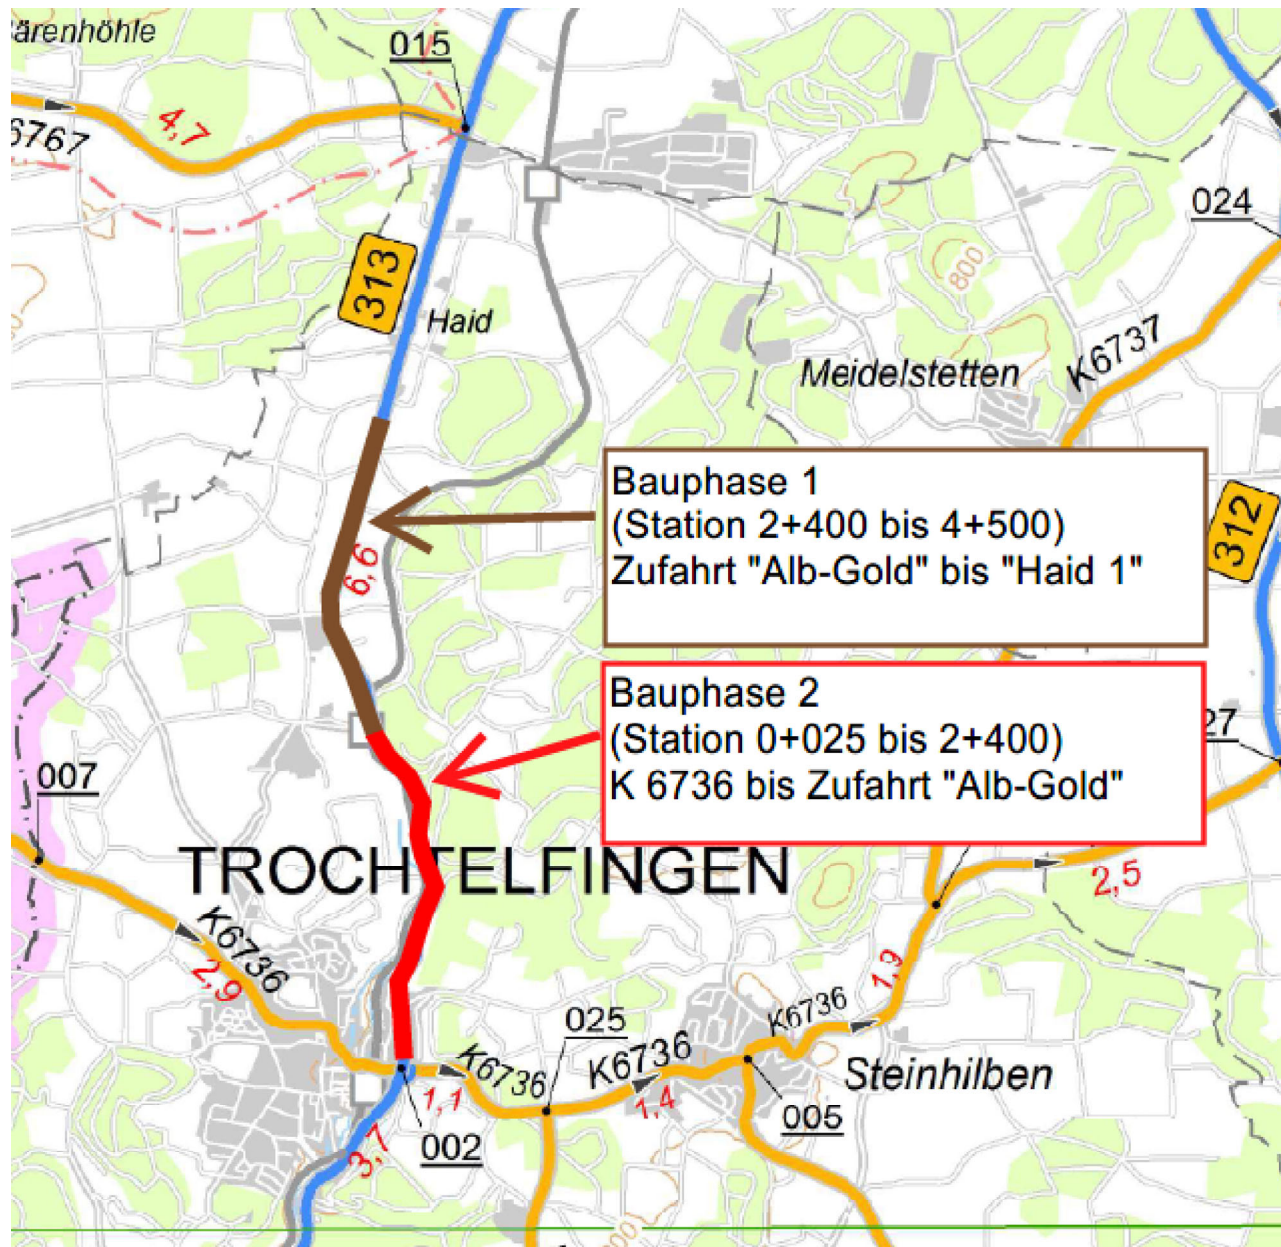 ärenhöhle
015
4,7
6767
024
313
Haid
800
K6737
Meidelstetten
Bauphase 1
(Station 2+400 bis 4+500)
Zufahrt "Alb-Gold" bis "Haid 1"
312
6,6
Bauphase 2
(Station 0+025 bis 2+400)
K 6736 bis Zufahrt "Alb-Gold"
27
007
TROCHTELFINGEN
2,5
K6736
2,9
1,9
025
K6736
K6736
K6736
Steinhilben
1,1
1,4
005
002
3,7
800